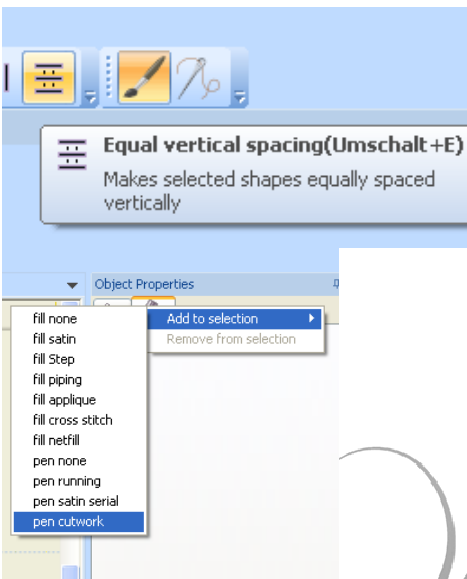 Equal vertical spacing(Umschalt+E)
Makes selected shapes equally spaced
vertically
Object Properties
Add to selection
Remove from selection
fill none
fill satin
fill Step
fill piping
fill applique
fill cross stitch
fill netfill
pen none
pen running
pen satin serial
pen cutwork